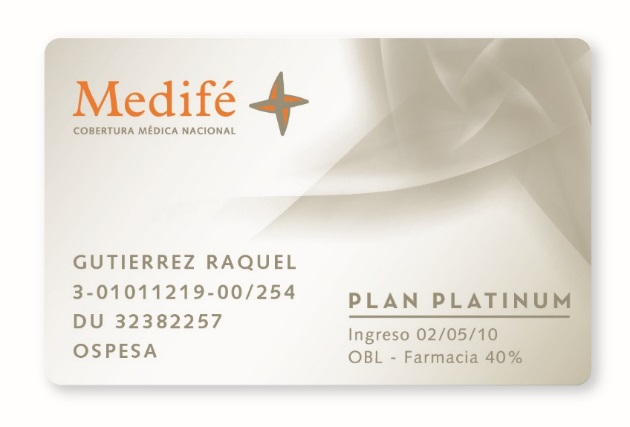 Medifé
COBERTURA MÉDICA NACIONAL
GUTIERREZ RAQUEL
3-01011219-00/254
DU 32382257
OSPESA
PLAN PLATINUM
Ingreso 02/05/10
OBL - Farmacia 40%